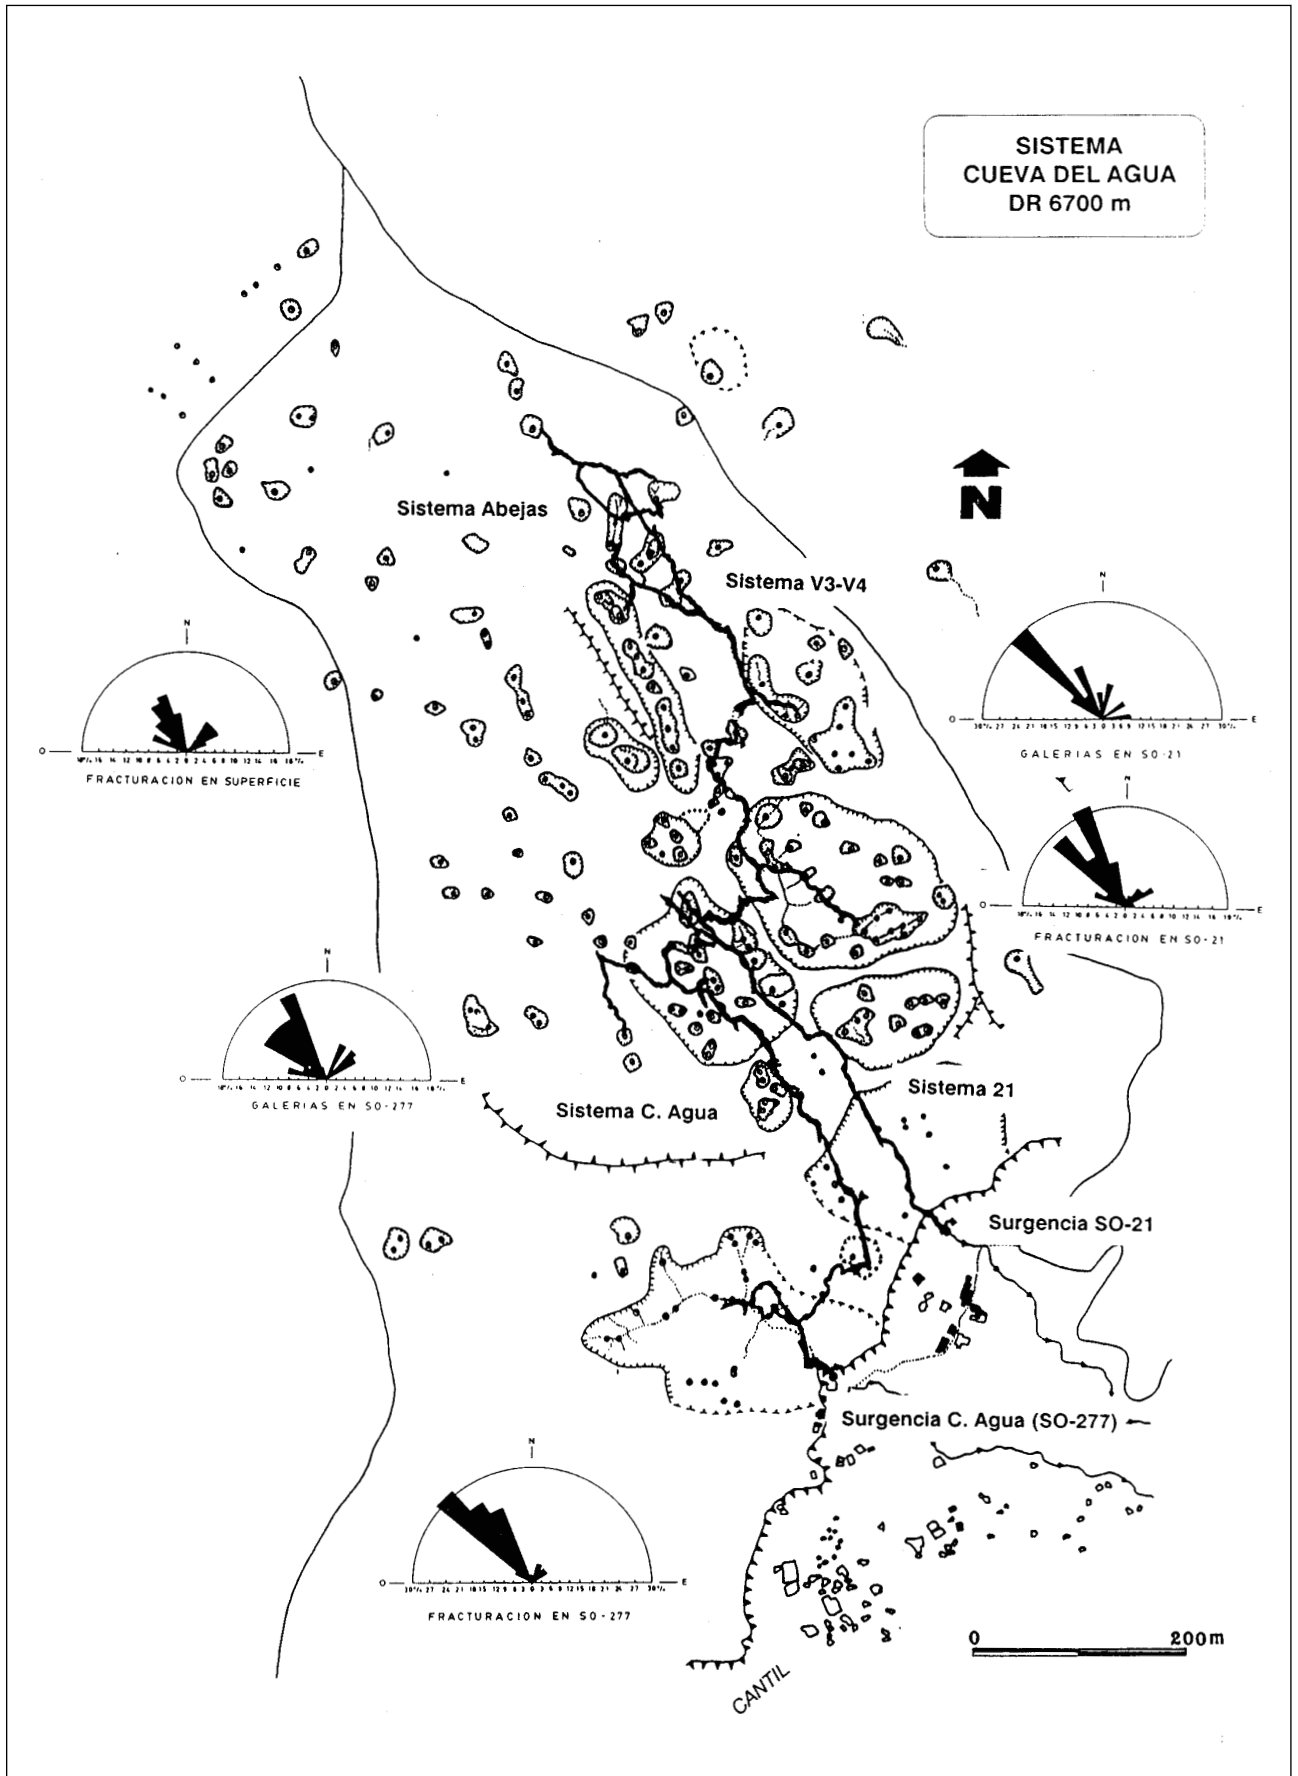 SISTEMA
CUEVA DEL AGUA
DR 6700 m
N
Sistema Abejas
Sistema V3-V4
N
O
E
FRACTURACION EN SUPERFICIE
N
O
E
GALERIAS EN SO-21
N
O
E
FRACTURACION EN SO-21
N
O
E
GALERIAS EN SO-277
Sistema 21
Sistema C. Agua
Surgencia SO-21
Surgencia C. Agua (SO-277)
N
O
E
FRACTURACION EN SO-277
0 200m
CANTIL